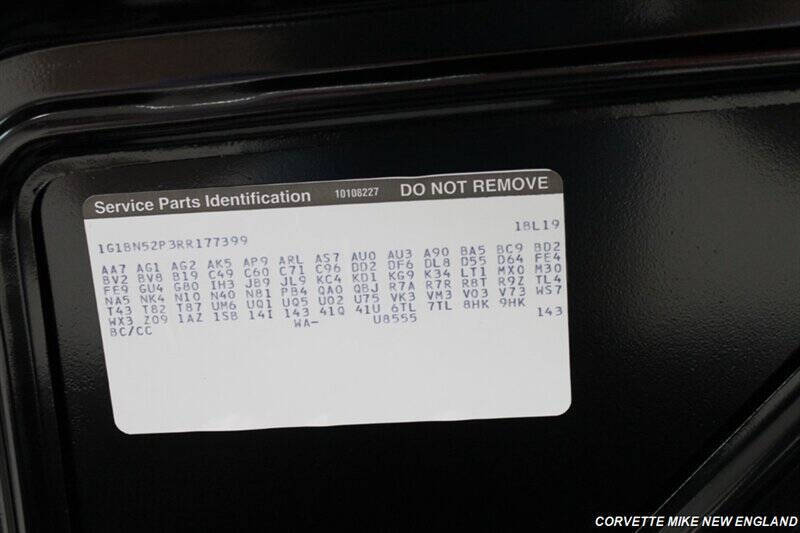 Service Parts Identification 10108227 DO NOT REMOVE
1G1BN52P3RR177399 1BL19
AA7 AG1 AG2 AK5 AP9 ARL AS7 AU0 AU3 A90 BA5 BC9 BD2
BV2 BV8 B19 C49 C60 C71 C96 DD2 DF6 DL8 D55 D64 FE4
FE9 GU4 G80 IH3 JB9 JL9 KC4 KD1 KG9 K34 LT1 MX0 M30
NA5 NK4 N10 N40 N81 PB4 QA0 QBJ R7A R7R R8T R9Z TL4
T43 T82 T87 UM6 UQ1 UQ5 U02 U75 VK3 VM3 V03 V73 WS7
WX3 Z09 1AZ 1SB 14I 143 41Q 41U 6TL 7TL 8HK 9HK
BC/CC WA- U8555 143
CORVETTE MIKE NEW ENGLAND